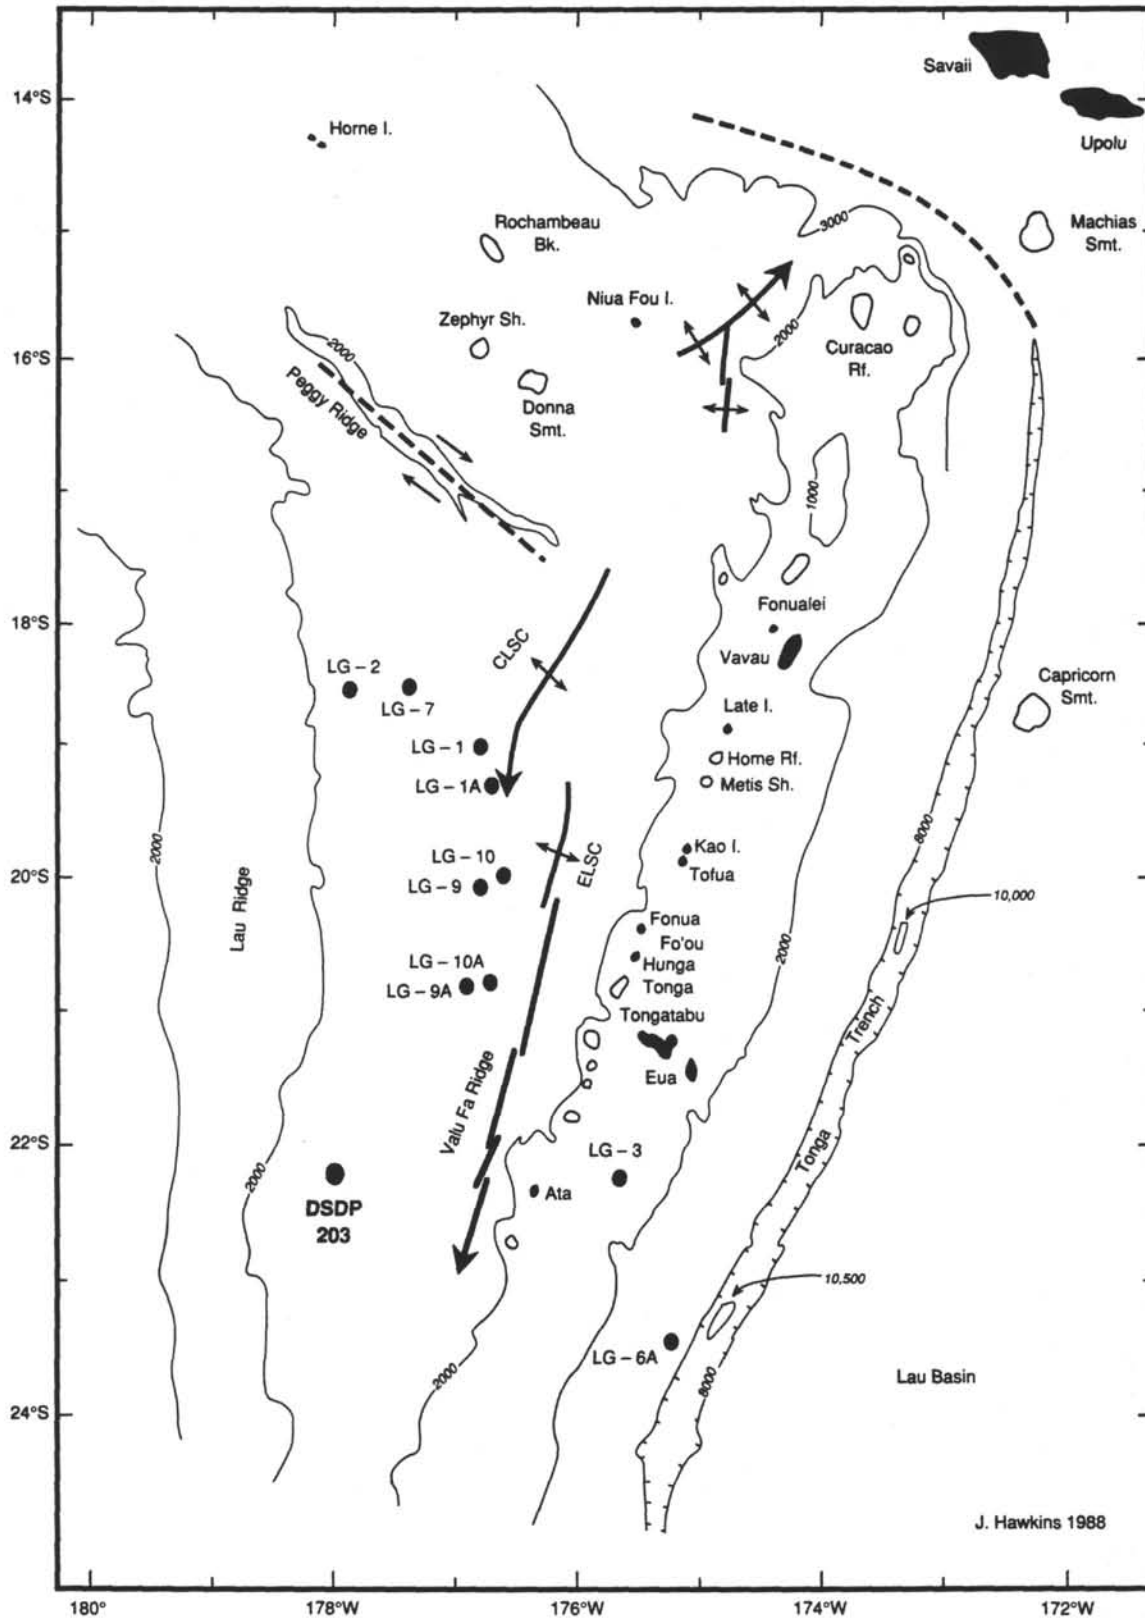 Savaii
14°S
Horne I.
Upolu
3000
Rochambeau
Bk.
Machias
Smt.
Niua Fou I.
Zephyr Sh.
2000
2000
Curacao
Rf.
16°S
Peggy Ridge
Donna
Smt.
1000
Fonualei
18°S
CLSC
Vavau
LG – 2
LG – 7
Capricorn
Smt.
Late I.
LG – 1
Home Rf.
LG – 1A
Metis Sh.
2000
8000
LG – 10
ELSC
Kao I.
Tofua
20°S
LG – 9
10,000
Lau Ridge
Fonua
Fo'ou
2000
LG – 10A
Hunga
LG – 9A
Tonga
Tongatabu
Trench
Eua
Valu Fa Ridge
22°S
LG – 3
Tonga
2000
Ata
DSDP
203
10,500
LG – 6A
2000
8000
Lau Basin
24°S
J. Hawkins 1988
180°
178°W
176°W
174°W
172°W